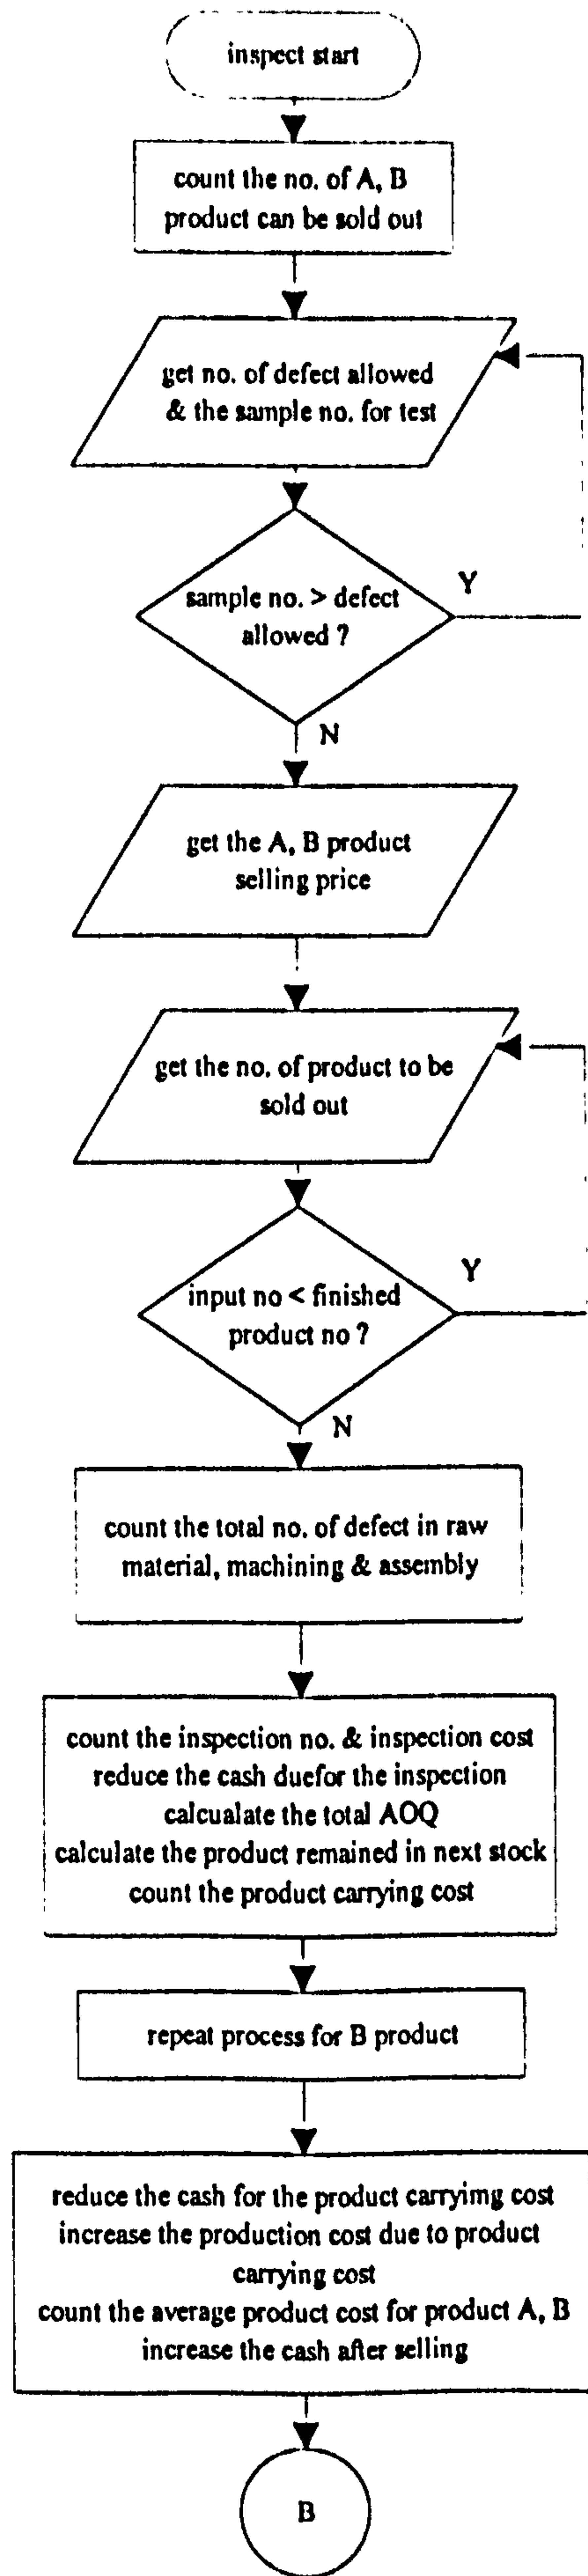 inspect start
count the no. of A, B
product can be sold out
get no. of defect allowed
& the sample no. for test
sample no. > defect
allowed ?
Y
N
get the A, B product
selling price
get the no. of product to be
sold out
input no < finished
product no ?
Y
N
count the total no. of defect in raw
material, machining & assembly
count the inspection no. & inspection cost
reduce the cash duefor the inspection
calcualate the total AOQ
calculate the product remained in next stock
count the product carrying cost
repeat process for B product
reduce the cash for the product carryimg cost
increase the production cost due to product
carrying cost
count the average product cost for product A, B
increase the cash after selling
B